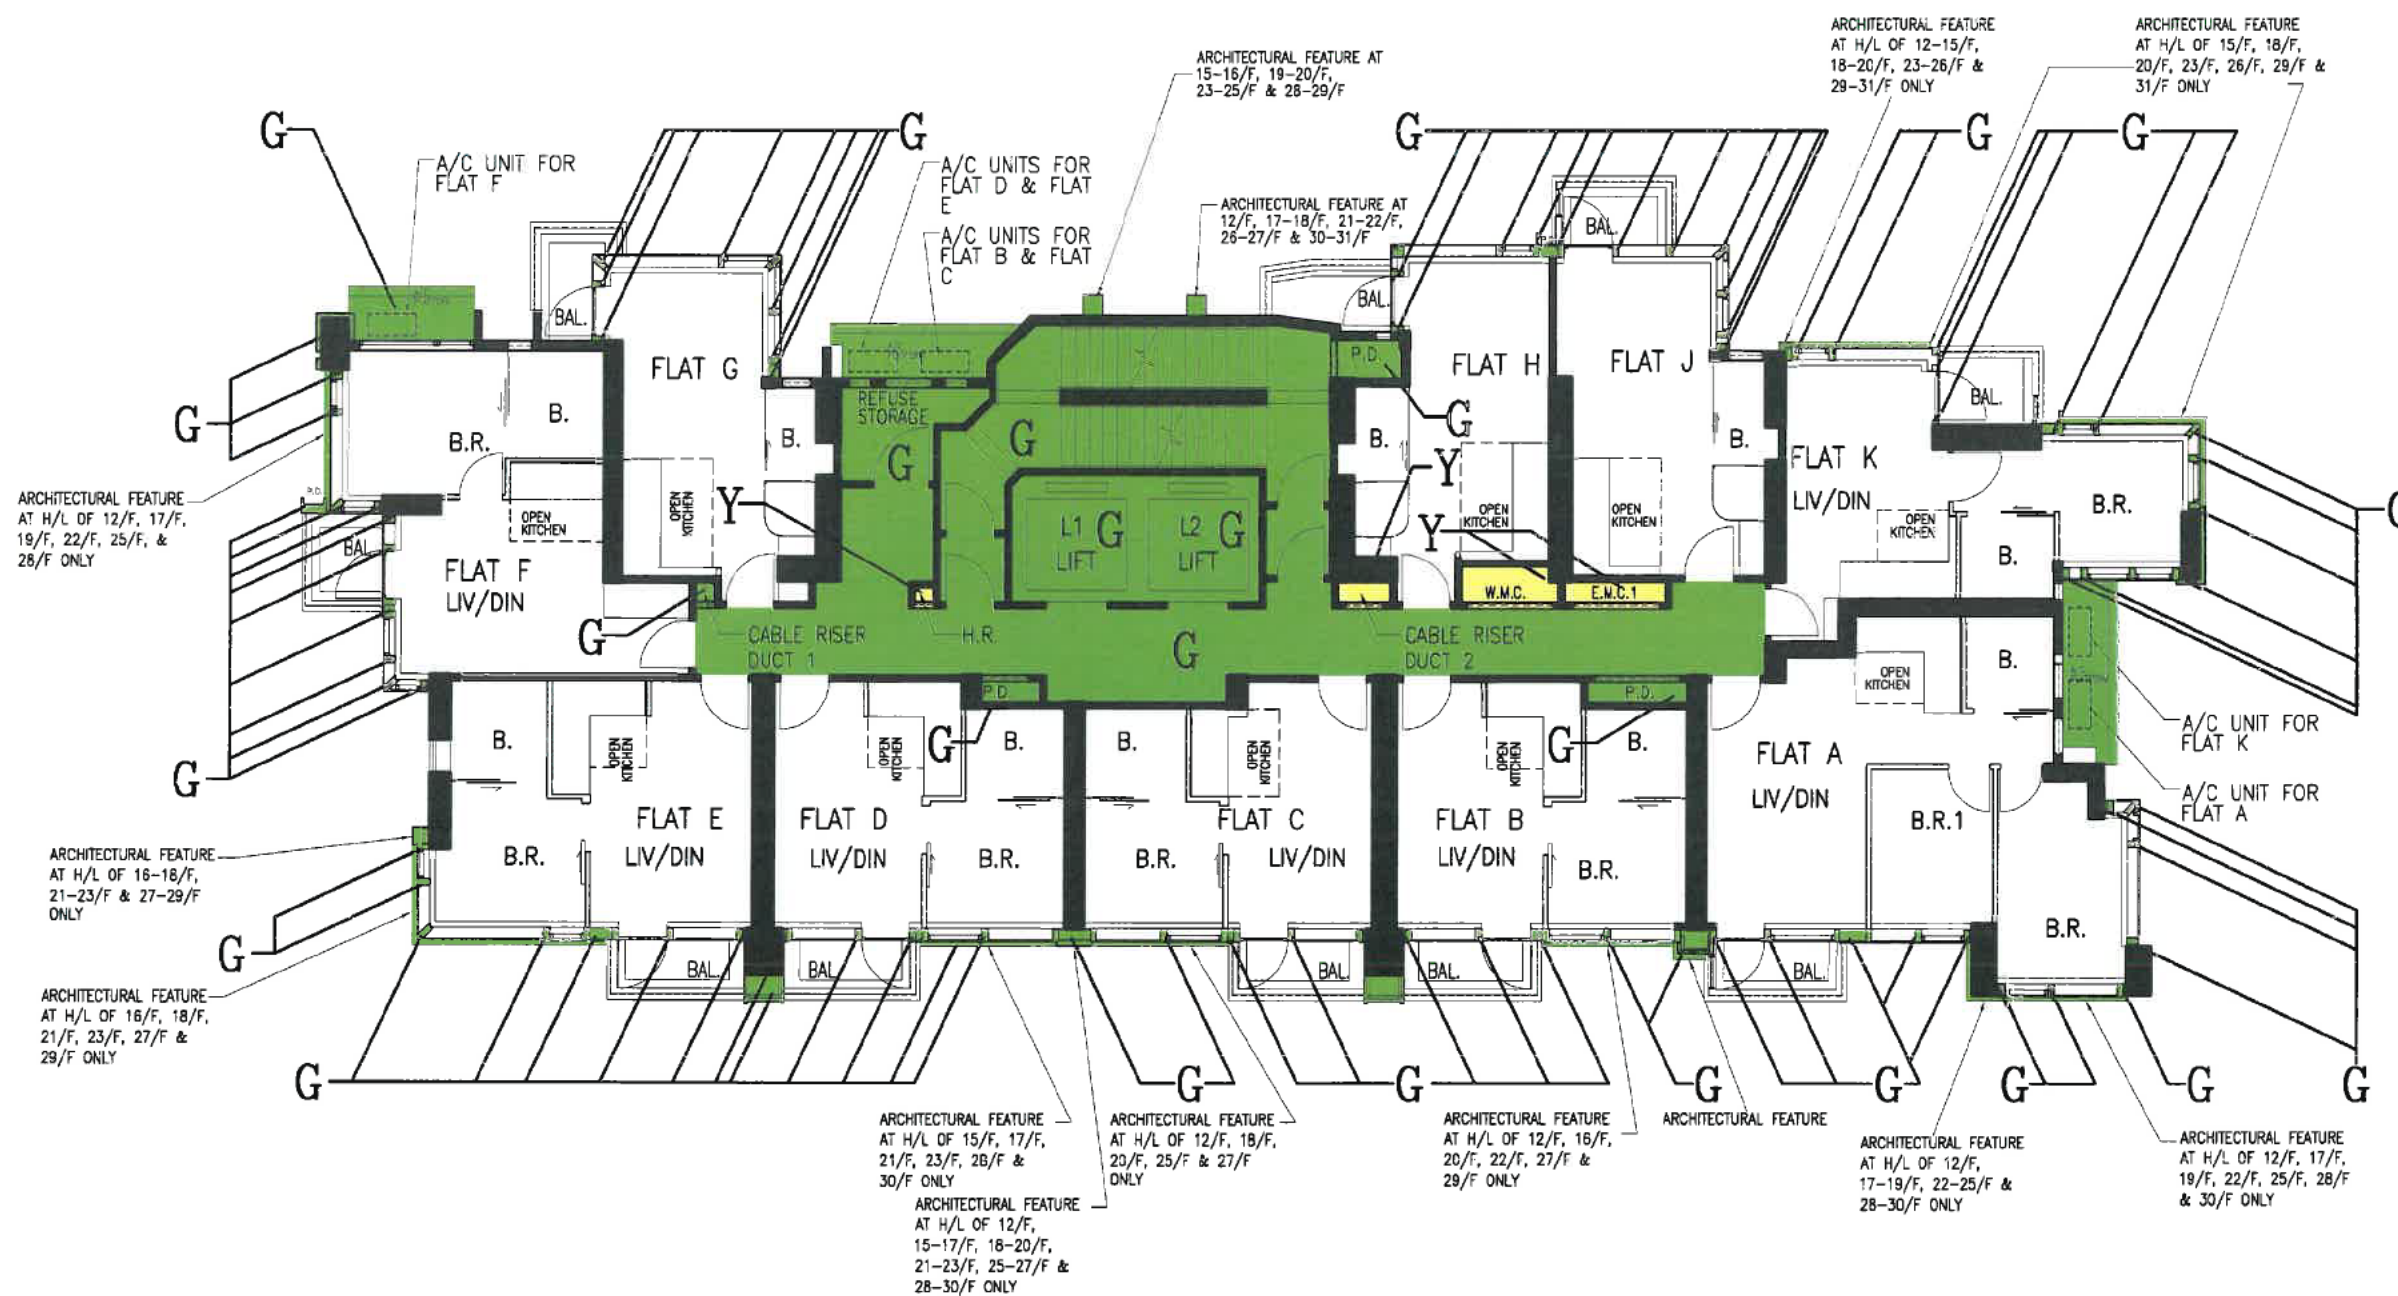 ARCHITECTURAL FEATURE
AT H/L OF 12-15/F,
18-20/F, 23-26/F &
29-31/F ONLY
ARCHITECTURAL FEATURE
AT H/L OF 15/F, 18/F,
20/F, 23/F, 26/F, 29/F &
31/F ONLY
ARCHITECTURAL FEATURE AT
15-16/F, 19-20/F,
23-25/F & 28-29/F
G
G
G
G
G
A/C UNIT FOR
FLAT F
A/C UNITS FOR
FLAT D & FLAT
E
ARCHITECTURAL FEATURE AT
12/F, 17-18/F, 21-22/F,
26-27/F & 30-31/F
A/C UNITS FOR
FLAT B & FLAT
C
BAL.
BAL.
BAL.
BAL.
P.D.
FLAT G
FLAT H
FLAT J
REFUSE
STORAGE
G
G
G
G
B.
B.R.
B.
B.
B.
FLAT K
LIV/DIN
Y
B.R.
ARCHITECTURAL FEATURE
AT H/L OF 12/F, 17/F,
19/F, 22/F, 25/F, &
28/F ONLY
P.D.
OPEN
KITCHEN
OPEN
KITCHEN
Y
L1
LIFT
G
L2
LIFT
G
Y
OPEN
KITCHEN
OPEN
KITCHEN
OPEN
KITCHEN
B.
BAL.
FLAT F
LIV/DIN
W.M.C.
E.M.C.1
G
CABLE RISER
DUCT 1
H.R.
G
CABLE RISER
DUCT 2
B.
OPEN
KITCHEN
P.D.
P.D.
G
B.
OPEN
KITCHEN
OPEN
KITCHEN
G
B.
B.
OPEN
KITCHEN
OPEN
KITCHEN
G
B.
FLAT A
LIV/DIN
A/C UNIT FOR
FLAT K
A/C UNIT FOR
FLAT A
FLAT E
LIV/DIN
FLAT D
LIV/DIN
FLAT C
LIV/DIN
FLAT B
LIV/DIN
B.R.1
B.R.
B.R.
B.R.
B.R.
B.R.
ARCHITECTURAL FEATURE
AT H/L OF 16-18/F,
21-23/F & 27-29/F
ONLY
G
BAL.
BAL.
BAL.
BAL.
BAL.
ARCHITECTURAL FEATURE
AT H/L OF 16/F, 18/F,
21/F, 23/F, 27/F &
29/F ONLY
G
G
G
G
G
G
G
G
ARCHITECTURAL FEATURE
AT H/L OF 15/F, 17/F,
21/F, 23/F, 26/F &
30/F ONLY
ARCHITECTURAL FEATURE
AT H/L OF 12/F, 18/F,
20/F, 25/F & 27/F
ONLY
ARCHITECTURAL FEATURE
AT H/L OF 12/F, 16/F,
20/F, 22/F, 27/F &
29/F ONLY
ARCHITECTURAL FEATURE
ARCHITECTURAL FEATURE
AT H/L OF 12/F,
17-19/F, 22-25/F &
28-30/F ONLY
ARCHITECTURAL FEATURE
AT H/L OF 12/F, 17/F,
19/F, 22/F, 25/F, 28/F
& 30/F ONLY
ARCHITECTURAL FEATURE
AT H/L OF 12/F,
15-17/F, 18-20/F,
21-23/F, 25-27/F &
28-30/F ONLY